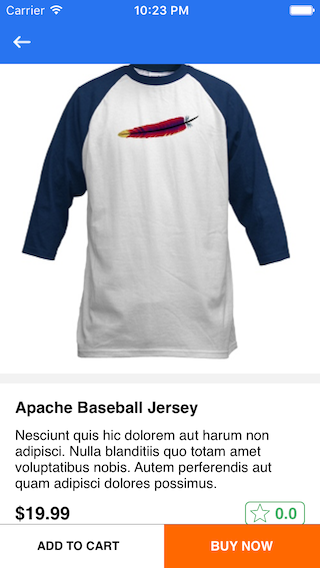 Carrier 10:23 PM
Apache Baseball Jersey
Nesciunt quis hic dolorem aut harum non
adipisci. Nulla blanditiis quo totam amet
voluptatibus nobis. Autem perferendis aut
quam adipisci dolores possimus.
$19.99 0.0
ADD TO CART BUY NOW